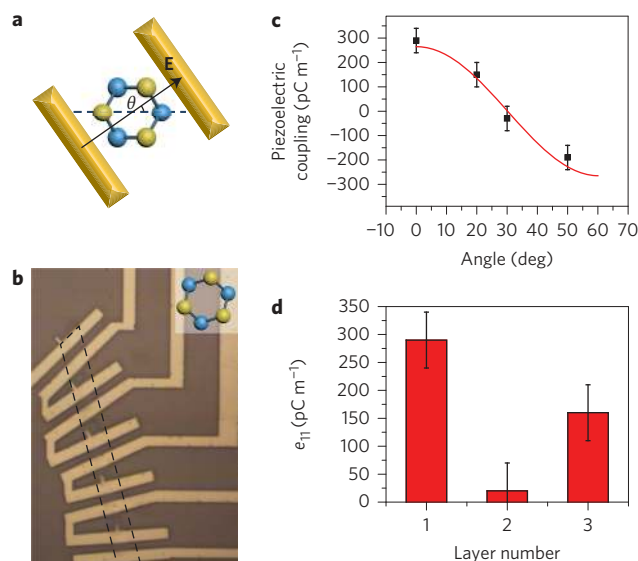 a
E
θ
b
c
Piezoelectric
coupling (pC m⁻¹)
300
200
100
0
−100
−200
−300
−10 0 10 20 30 40 50 60 70
Angle (deg)
d
e₁₁ (pC m⁻¹)
350
300
250
200
150
100
50
0
1 2 3
Layer number